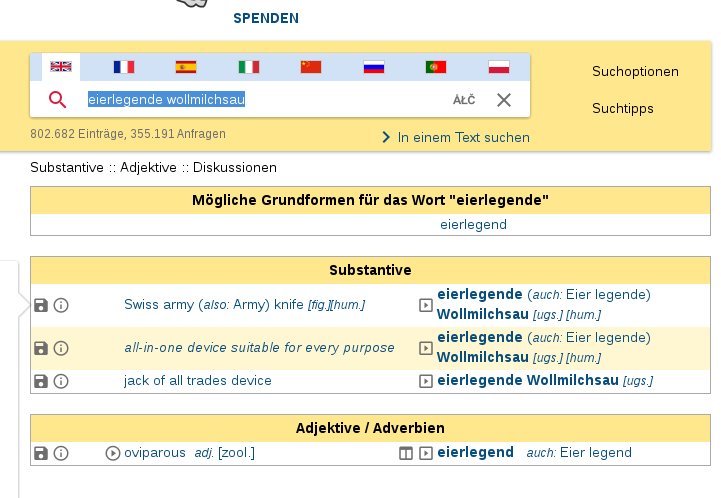 SPENDEN
eierlegende wollmilchsau
ÄŁČ
Suchoptionen
Suchtipps
802.682 Einträge, 355.191 Anfragen
In einem Text suchen
Substantive :: Adjektive :: Diskussionen
Mögliche Grundformen für das Wort "eierlegende"
eierlegend
Substantive
Swiss army (also: Army) knife [fig.][hum.]
eierlegende (auch: Eier legende)
Wollmilchsau [ugs.] [hum.]
all-in-one device suitable for every purpose
eierlegende (auch: Eier legende)
Wollmilchsau [ugs.] [hum.]
jack of all trades device
eierlegende Wollmilchsau [ugs.]
Adjektive / Adverbien
oviparous adj. [zool.]
eierlegend auch: Eier legend